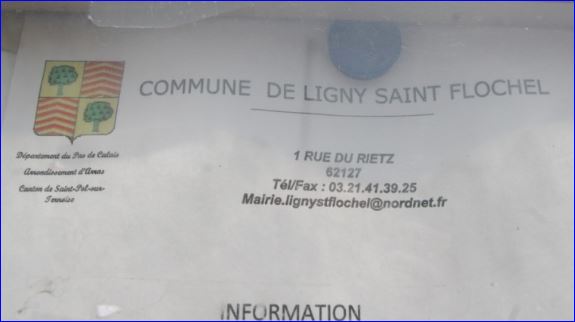 COMMUNE DE LIGNY SAINT FLOCHEL
Département du Pas de Calais
Arrondissement d'Arras
Canton de Saint-Pol-sur-
Ternoise
1 RUE DU RIETZ
62127
Tél/Fax : 03.21.41.39.25
Mairie.lignystflochel@nordnet.fr
INFORMATION